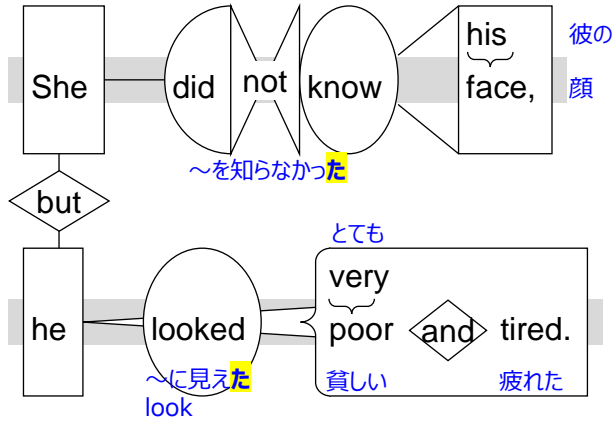 his 彼の
She did not know face, 顔
～を知らなかった
but
とても
very
he looked poor and tired.
～に見えた 貧しい 疲れた
look